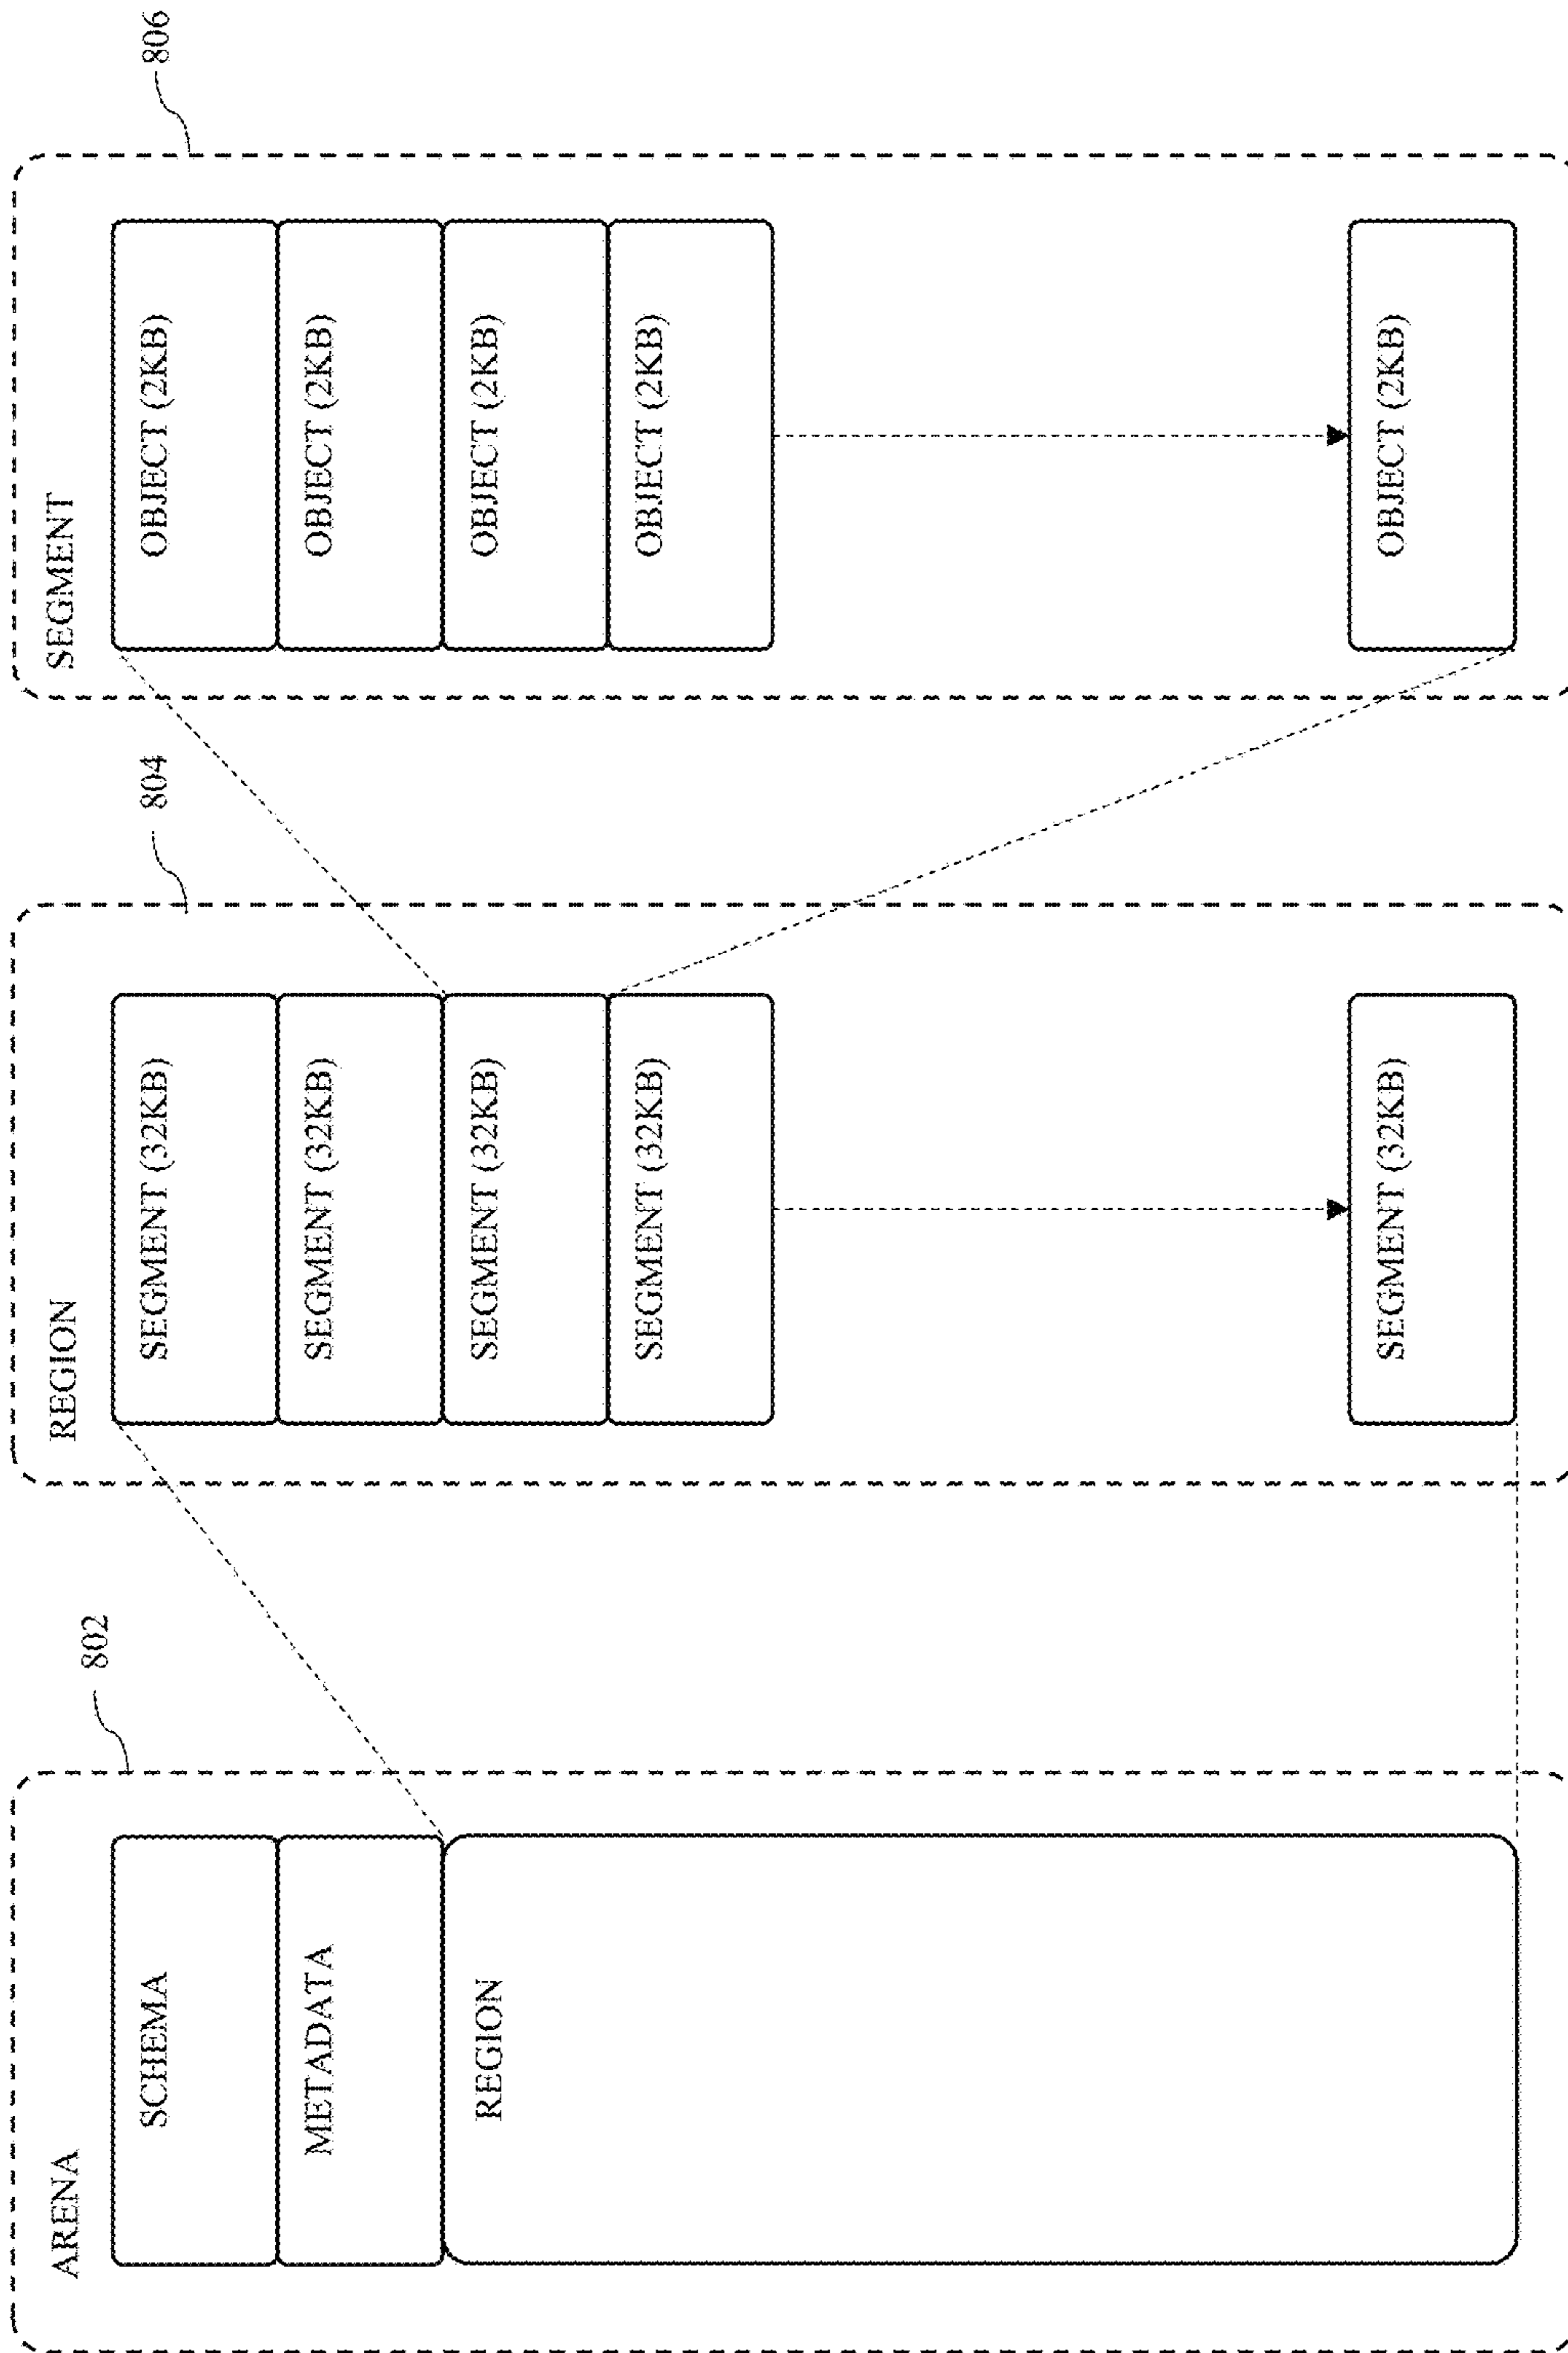 ARENA
802
SCHEMA
METADATA
REGION
REGION
804
SEGMENT (32KB)
SEGMENT (32KB)
SEGMENT (32KB)
SEGMENT (32KB)
SEGMENT (32KB)
SEGMENT
806
OBJECT (2KB)
OBJECT (2KB)
OBJECT (2KB)
OBJECT (2KB)
OBJECT (2KB)